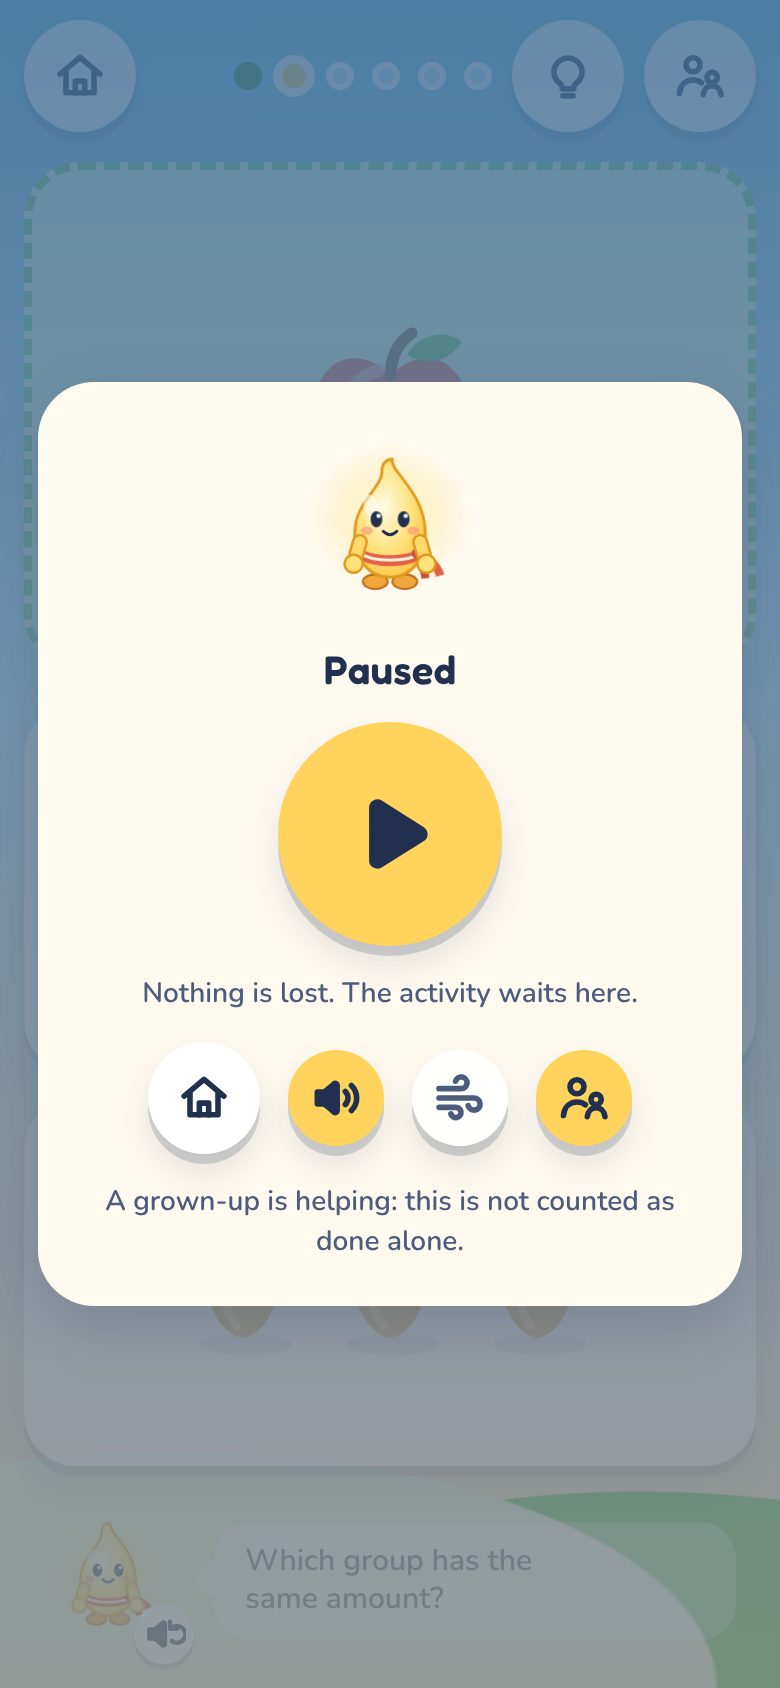 Paused
Nothing is lost. The activity waits here.
A grown-up is helping: this is not counted as
done alone.
Which group has the
same amount?